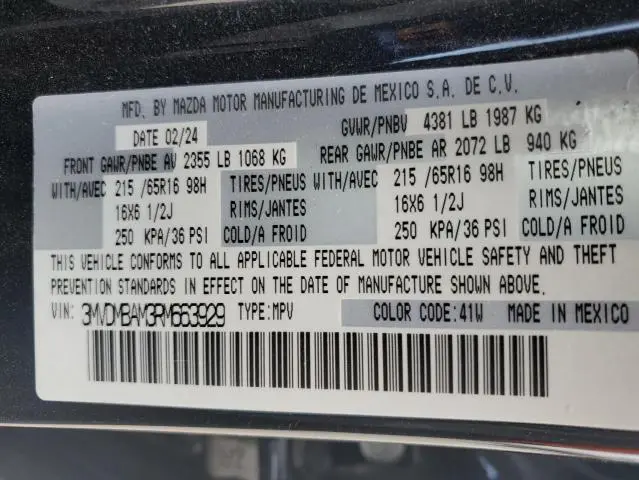 MFD. BY MAZDA MOTOR MANUFACTURING DE MEXICO S.A. DE C.V.
DATE 02/24 GVWR/PNBV 4381 LB 1987 KG
FRONT GAWR/PNBE AV 2355 LB 1068 KG REAR GAWR/PNBE AR 2072 LB 940 KG
WITH/AVEC 215 /65R16 98H TIRES/PNEUS WITH/AVEC 215 /65R16 98H TIRES/PNEUS
16X6 1/2J RIMS/JANTES 16X6 1/2J RIMS/JANTES
250 KPA/36 PSI COLD/A FROID 250 KPA/36 PSI COLD/A FROID
THIS VEHICLE CONFORMS TO ALL APPLICABLE FEDERAL MOTOR VEHICLE SAFETY AND THEFT
PREVENTION STANDARDS IN EFFECT ON THE DATE OF MANUFACTURE SHOWN ABOVE.
VIN: 3MVDMBAM3RM663929 TYPE:MPV COLOR CODE:41W MADE IN MEXICO